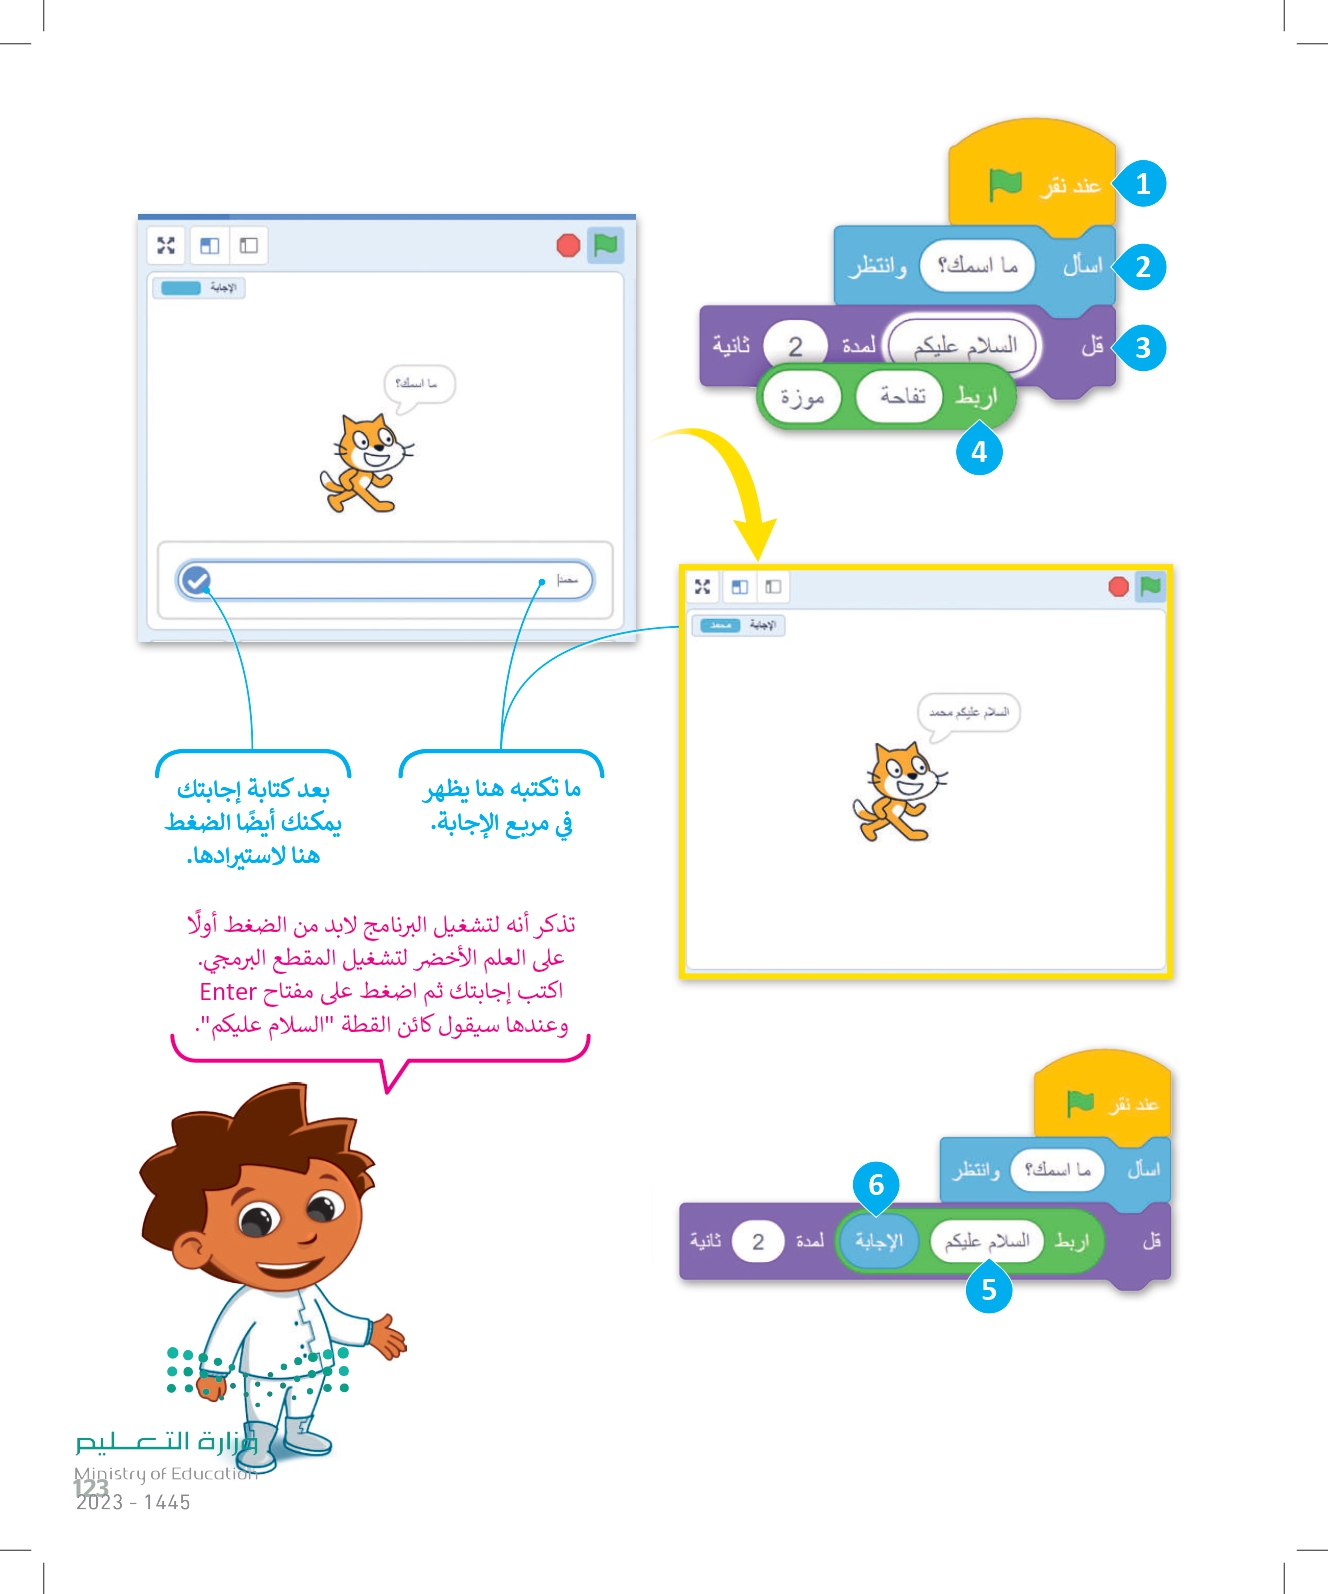 عند نقر
1
اسأل ما اسمك؟ وانتظر
2
قل السلام عليكم لمدة 2 ثانية
3
اربط تفاحة موزة
4
الإجابة
ما اسمك؟
محمد
الإجابة محمد
السلام عليكم محمد
ما تكتبه هنا يظهر
في مربع الإجابة.
بعد كتابة إجابتك
يمكنك أيضًا الضغط
هنا لاستيرادها.
تذكر أنه لتشغيل البرنامج لابد من الضغط أولًا
على العلم الأخضر لتشغيل المقطع البرمجي.
اكتب إجابتك ثم اضغط على مفتاح Enter
وعندها سيقول كائن القطة "السلام عليكم".
عند نقر
اسأل ما اسمك؟ وانتظر
6
قل اربط السلام عليكم الإجابة لمدة 2 ثانية
5
وزارة التعليم
Ministry of Education
123
2023 - 1445